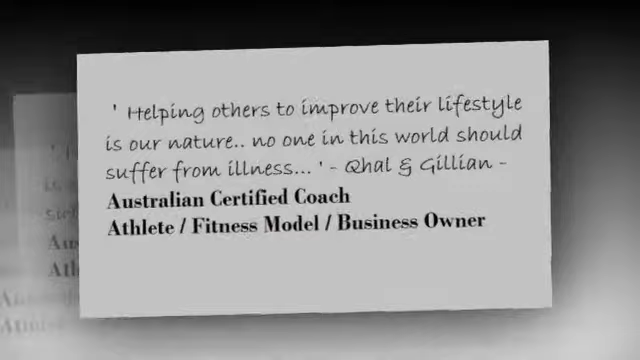 ' Helping others to improve their lifestyle
is our nature.. no one in this world should
suffer from illness... ' - Qhal & Gillian -
Australian Certified Coach
Athlete / Fitness Model / Business Owner